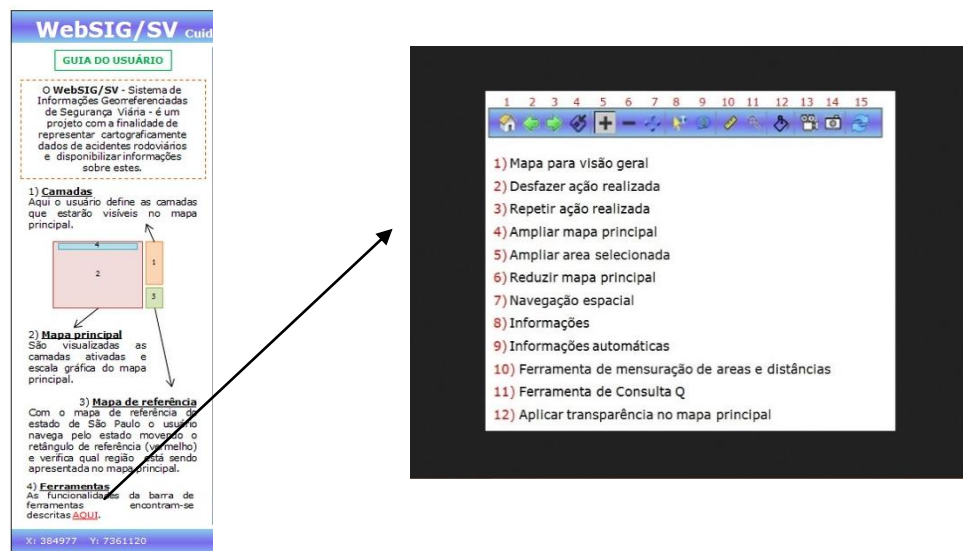 WebSIG/SV Cuid
GUIA DO USUÁRIO
O WebSIG/SV - Sistema de
Informações Georreferenciadas
de Segurança Viária - é um
projeto com a finalidade de
representar cartograficamente
dados de acidentes rodoviários
e disponibilizar informações
sobre estes.
1) Camadas
Aqui o usuário define as camadas
que estarão visíveis no mapa
principal.
4
1
2
3
2) Mapa principal
São visualizadas as
camadas ativadas e
escala gráfica do mapa
principal.
3) Mapa de referência
Com o mapa de referência do
estado de São Paulo o usuário
navega pelo estado movendo o
retângulo de referência (vermelho)
e verifica qual região está sendo
apresentada no mapa principal.
4) Ferramentas
As funcionalidades da barra de
ferramentas encontram-se
descritas AQUI.
X: 384977 Y: 7361120
1 2 3 4 5 6 7 8 9 10 11 12 13 14 15
1) Mapa para visão geral
2) Desfazer ação realizada
3) Repetir ação realizada
4) Ampliar mapa principal
5) Ampliar area selecionada
6) Reduzir mapa principal
7) Navegação espacial
8) Informações
9) Informações automáticas
10) Ferramenta de mensuração de areas e distâncias
11) Ferramenta de Consulta Q
12) Aplicar transparência no mapa principal